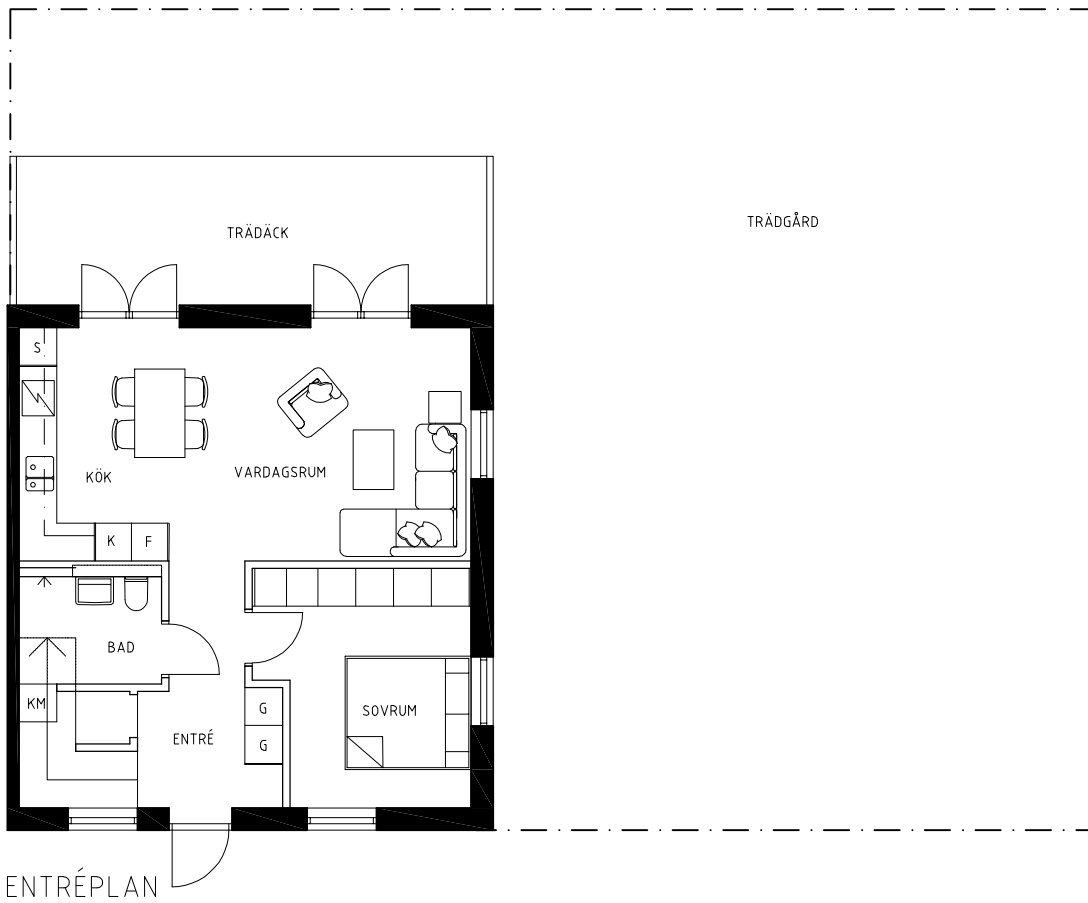 TRÄDGÅRD
TRÄDÄCK
S
KÖK
VARDAGSRUM
K
F
BAD
KM
G
SOVRUM
ENTRÉ
G
ENTRÉPLAN